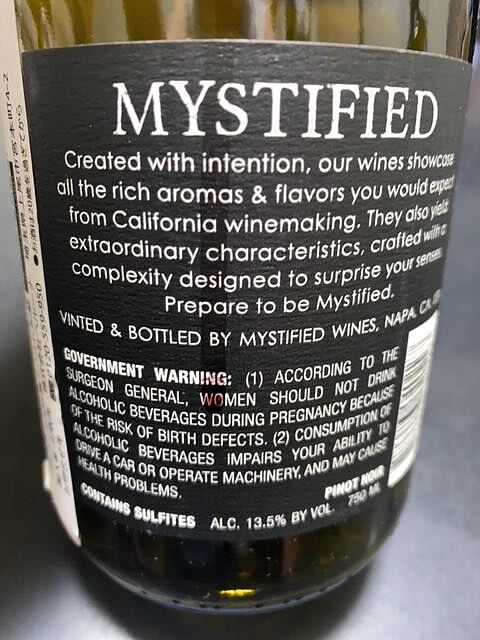 MYSTIFIED
Created with intention, our wines showcase
all the rich aromas & flavors you would expect
from California winemaking. They also yield
extraordinary characteristics, crafted with a
complexity designed to surprise your senses.
Prepare to be Mystified.
VINTED & BOTTLED BY MYSTIFIED WINES, NAPA, CA,
GOVERNMENT WARNING: (1) ACCORDING TO THE
SURGEON GENERAL, WOMEN SHOULD NOT DRINK
ALCOHOLIC BEVERAGES DURING PREGNANCY BECAUSE
OF THE RISK OF BIRTH DEFECTS. (2) CONSUMPTION OF
ALCOHOLIC BEVERAGES IMPAIRS YOUR ABILITY TO
DRIVE A CAR OR OPERATE MACHINERY, AND MAY CAUSE
HEALTH PROBLEMS.
PINOT NOIR
CONTAINS SULFITES ALC. 13.5% BY VOL. 750 ML